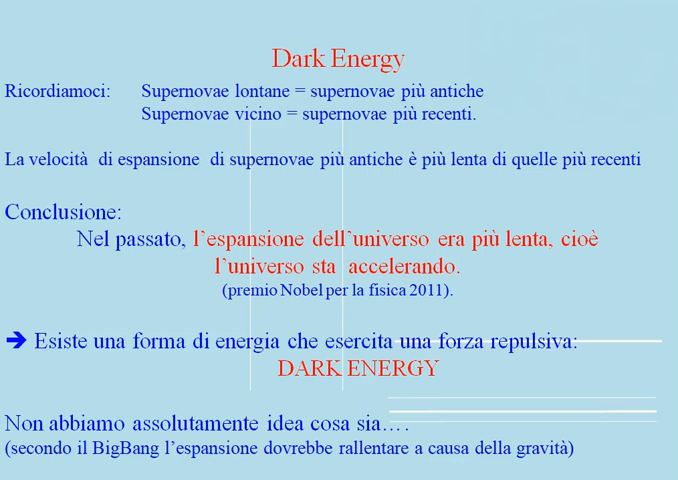 Dark Energy
Ricordiamoci: Supernovae lontane = supernovae più antiche
Supernovae vicino = supernovae più recenti.
La velocità di espansione di supernovae più antiche è più lenta di quelle più recenti
Conclusione:
Nel passato, l’espansione dell’universo era più lenta, cioè
l’universo sta accelerando.
(premio Nobel per la fisica 2011).
➔ Esiste una forma di energia che esercita una forza repulsiva:
DARK ENERGY
Non abbiamo assolutamente idea cosa sia….
(secondo il BigBang l’espansione dovrebbe rallentare a causa della gravità)